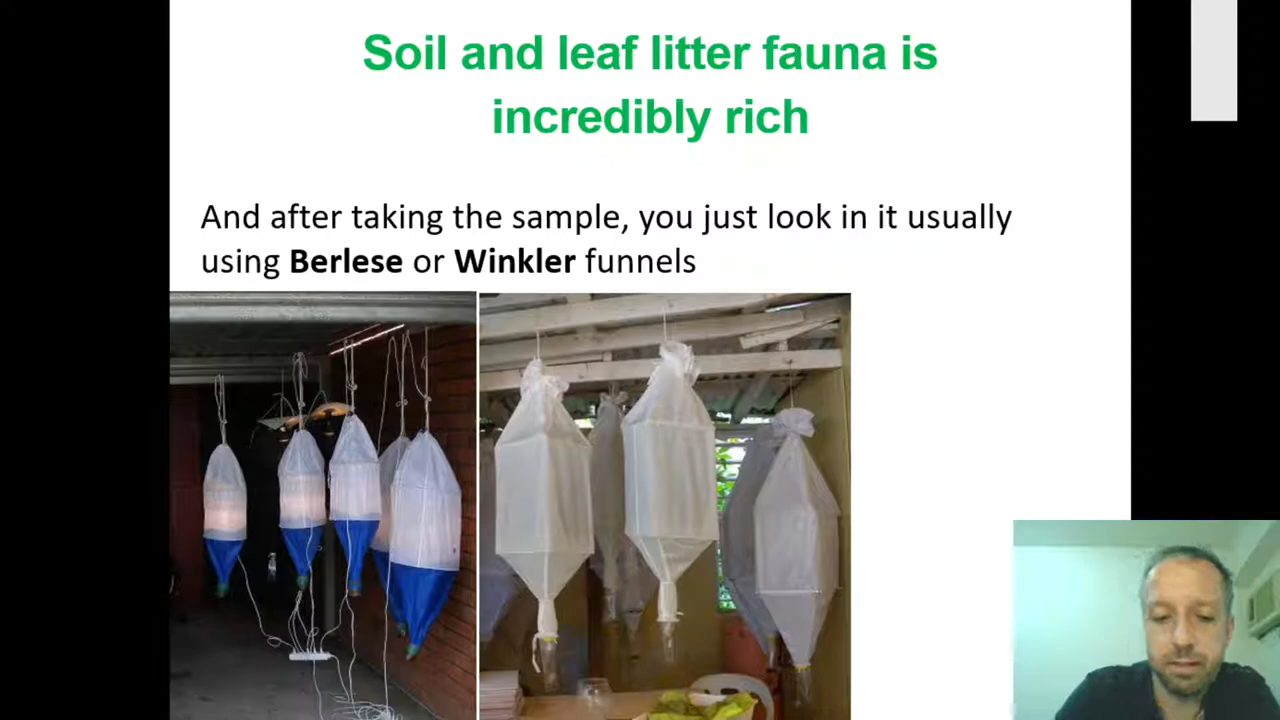 Soil and leaf litter fauna is
incredibly rich
And after taking the sample, you just look in it usually
using Berlese or Winkler funnels